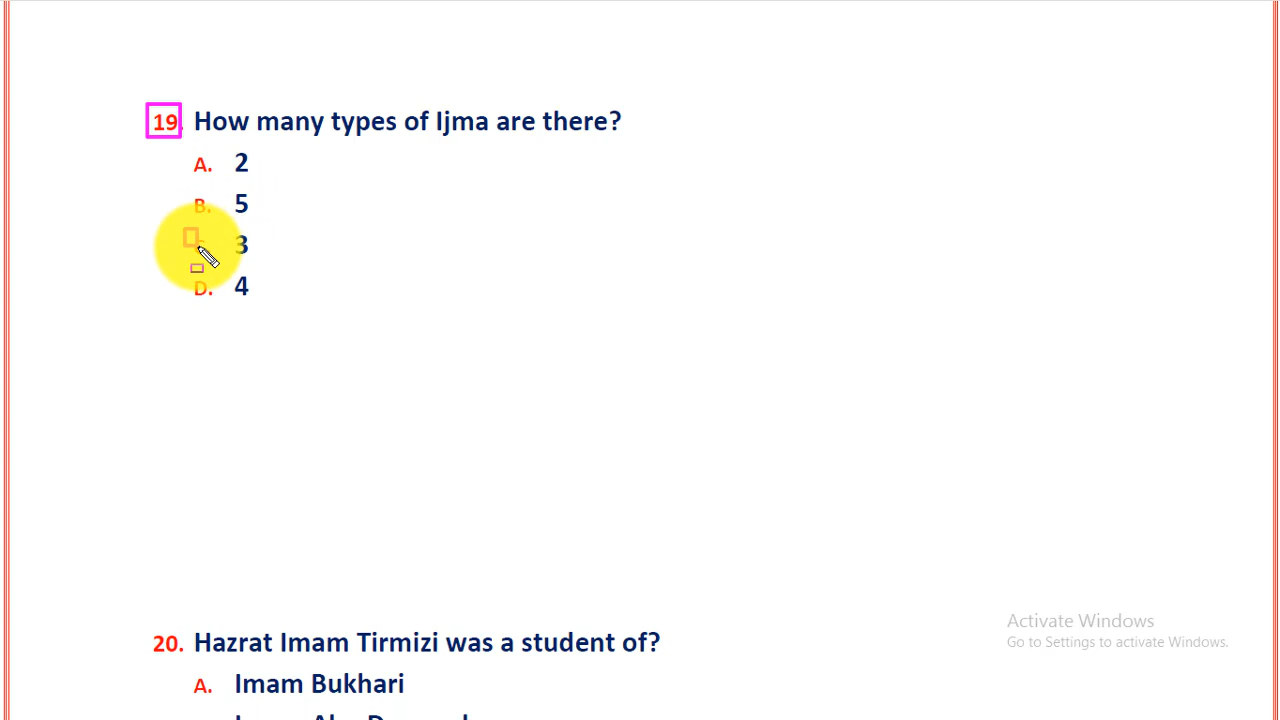 19. How many types of Ijma are there?
A. 2
B. 5
3
D. 4
Activate Windows
Go to Settings to activate Windows.
20. Hazrat Imam Tirmizi was a student of?
A. Imam Bukhari